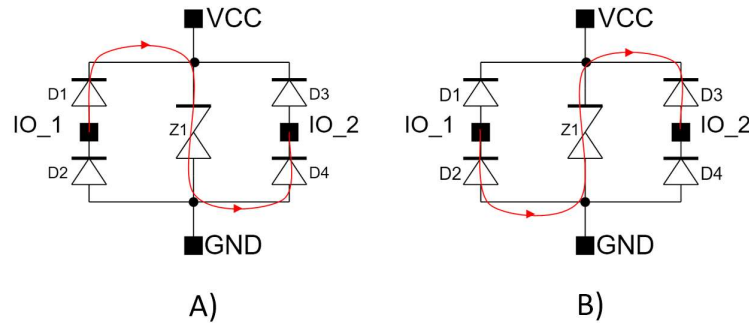 VCC
VCC
D1
D3
D1
D3
IO_1
Z1
IO_2
IO_1
Z1
IO_2
D2
D4
D2
D4
GND
GND
A)
B)